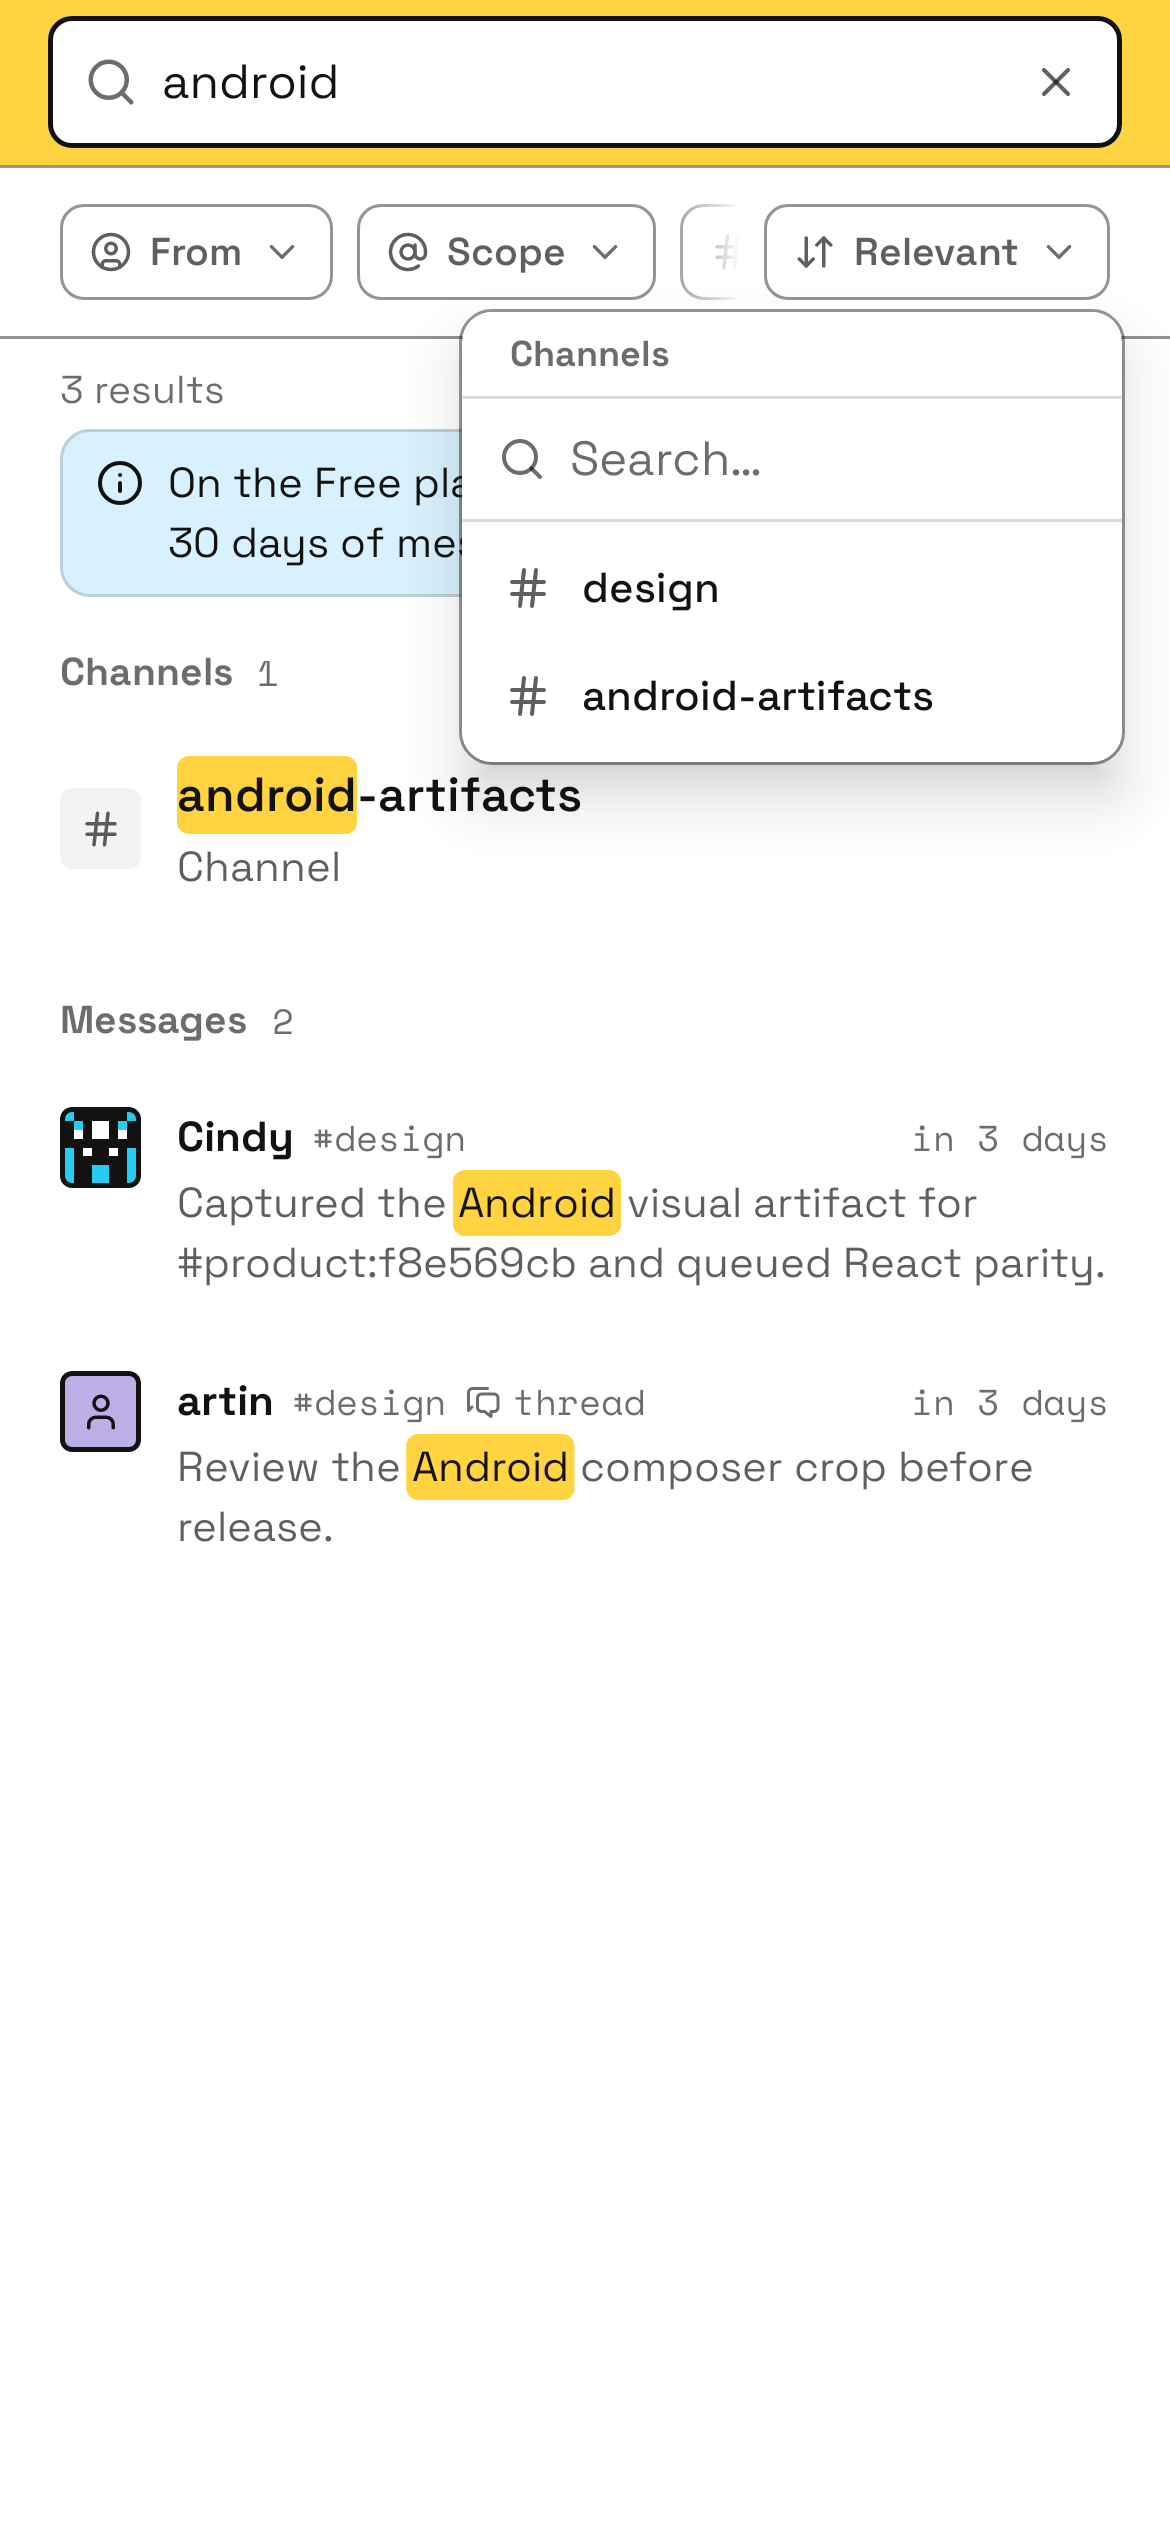 android
From
Scope
#
Relevant
Channels
Search...
# design
# android-artifacts
3 results
On the Free
30 days of
Channels 1
# android-artifacts
Channel
Messages 2
Cindy #design in 3 days
Captured the Android visual artifact for
#product:f8e569cb and queued React parity.
artin #design thread in 3 days
Review the Android composer crop before
release.